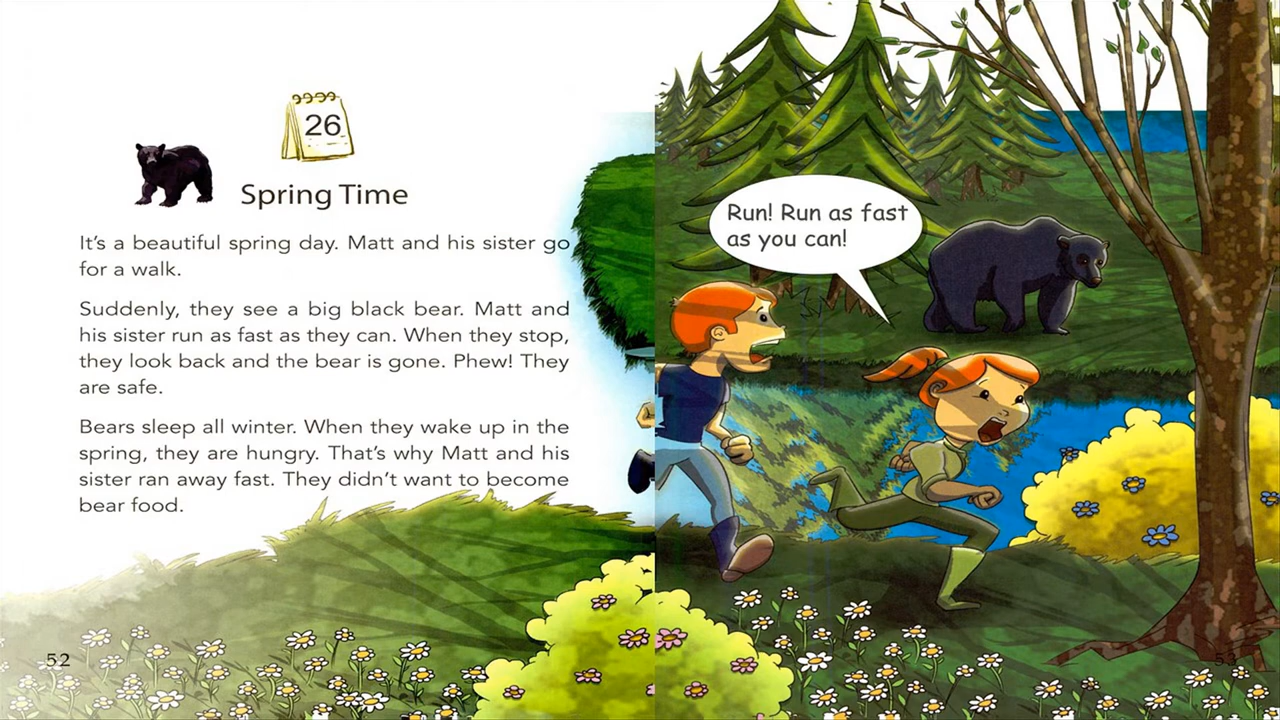 26
Spring Time
It's a beautiful spring day. Matt and his sister go
for a walk.
Suddenly, they see a big black bear. Matt and
his sister run as fast as they can. When they stop,
they look back and the bear is gone. Phew! They
are safe.
Bears sleep all winter. When they wake up in the
spring, they are hungry. That's why Matt and his
sister ran away fast. They didn't want to become
bear food.
52
Run! Run as fast
as you can!
53